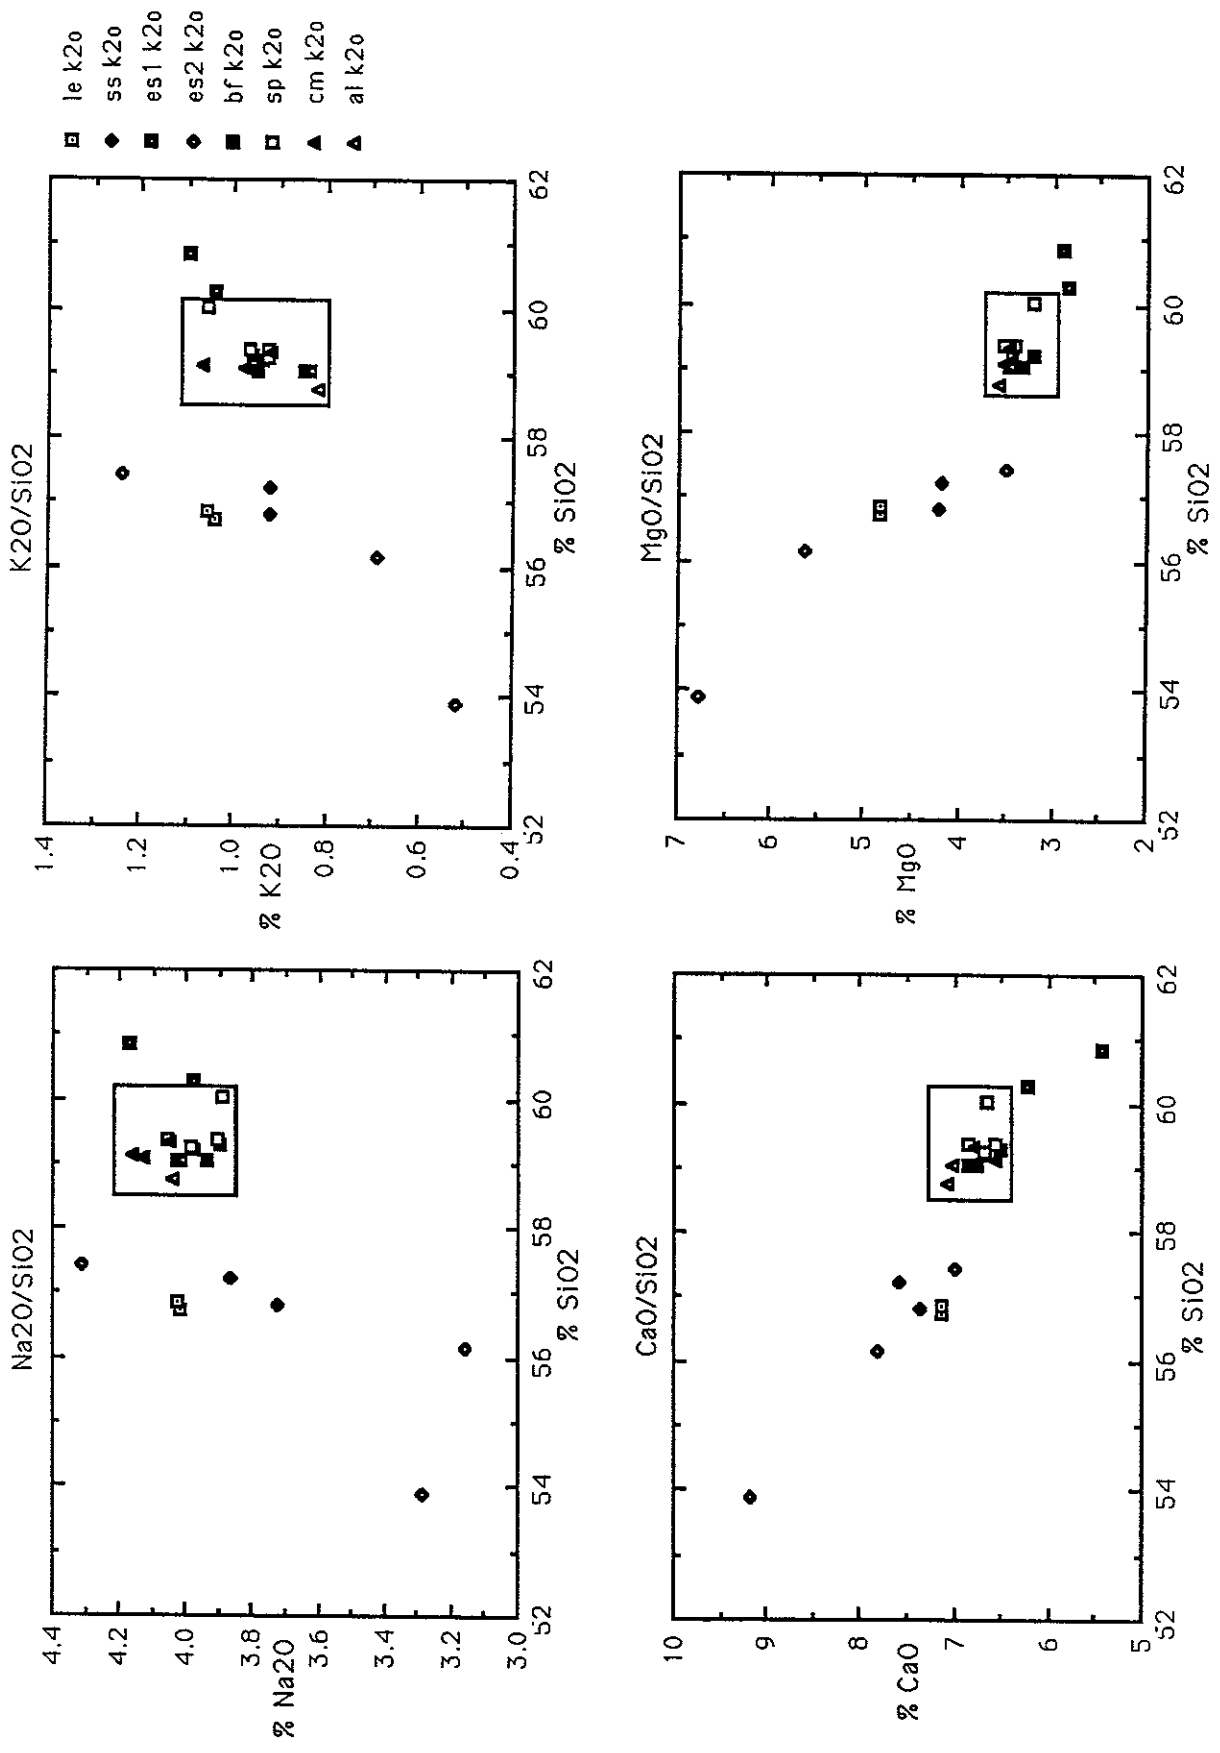 Na2O/SiO2
4.4
4.2
4.0
3.8
3.6
3.4
3.2
3.0
% Na2O
52
54
56
58
60
62
% SiO2
K2O/SiO2
1.4
1.2
1.0
0.8
0.6
0.4
% K2O
52
54
56
58
60
62
% SiO2
le k2o
ss k2o
es1 k2o
es2 k2o
bf k2o
sp k2o
cm k2o
al k2o
CaO/SiO2
10
9
8
7
6
5
% CaO
52
54
56
58
60
62
% SiO2
MgO/SiO2
7
6
5
4
3
2
% MgO
52
54
56
58
60
62
% SiO2